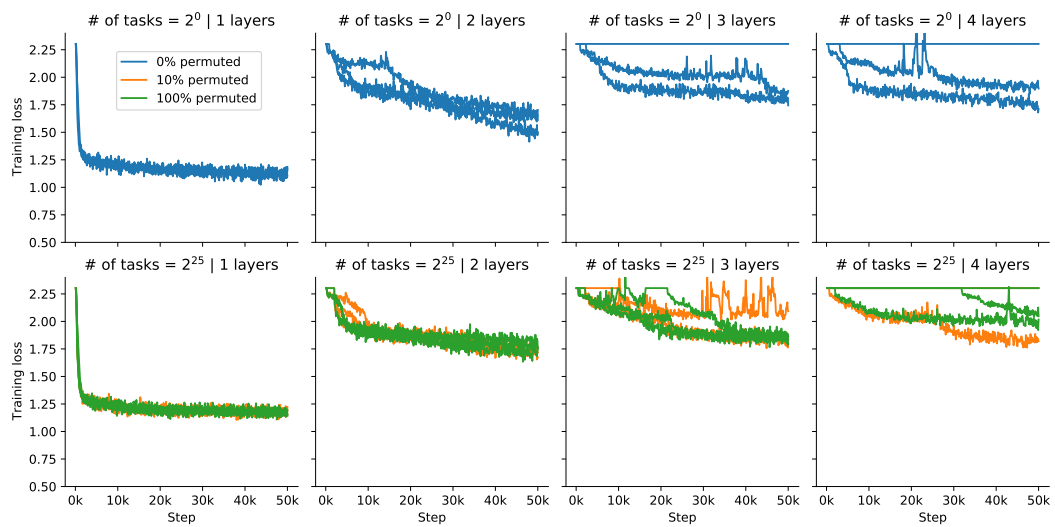 # of tasks = 2^0 | 1 layers
# of tasks = 2^0 | 2 layers
# of tasks = 2^0 | 3 layers
# of tasks = 2^0 | 4 layers
Training loss
2.25
2.00
1.75
1.50
1.25
1.00
0.75
0.50
0% permuted
10% permuted
100% permuted
# of tasks = 2^25 | 1 layers
# of tasks = 2^25 | 2 layers
# of tasks = 2^25 | 3 layers
# of tasks = 2^25 | 4 layers
Training loss
2.25
2.00
1.75
1.50
1.25
1.00
0.75
0.50
0k 10k 20k 30k 40k 50k
0k 10k 20k 30k 40k 50k
0k 10k 20k 30k 40k 50k
0k 10k 20k 30k 40k 50k
Step
Step
Step
Step